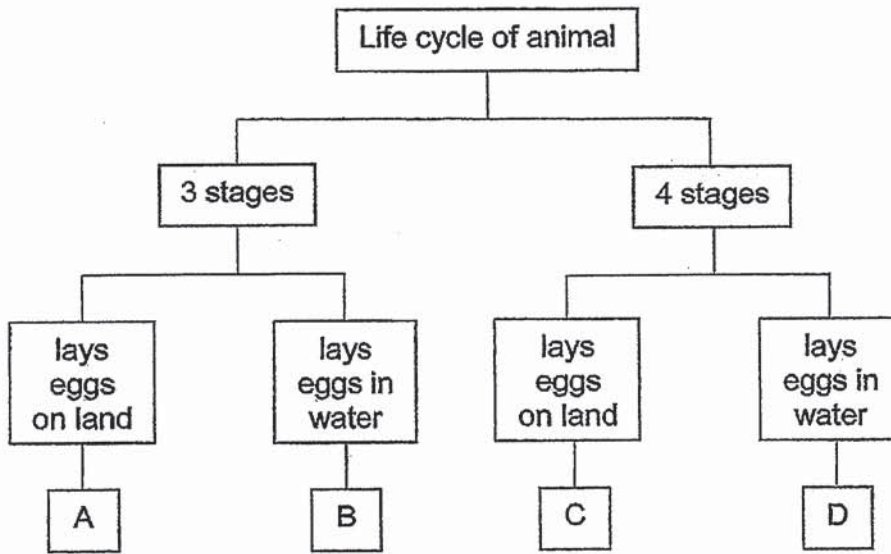 Life cycle of animal
3 stages
4 stages
lays
eggs
on land
lays
eggs in
water
lays
eggs
on land
lays
eggs in
water
A
B
C
D